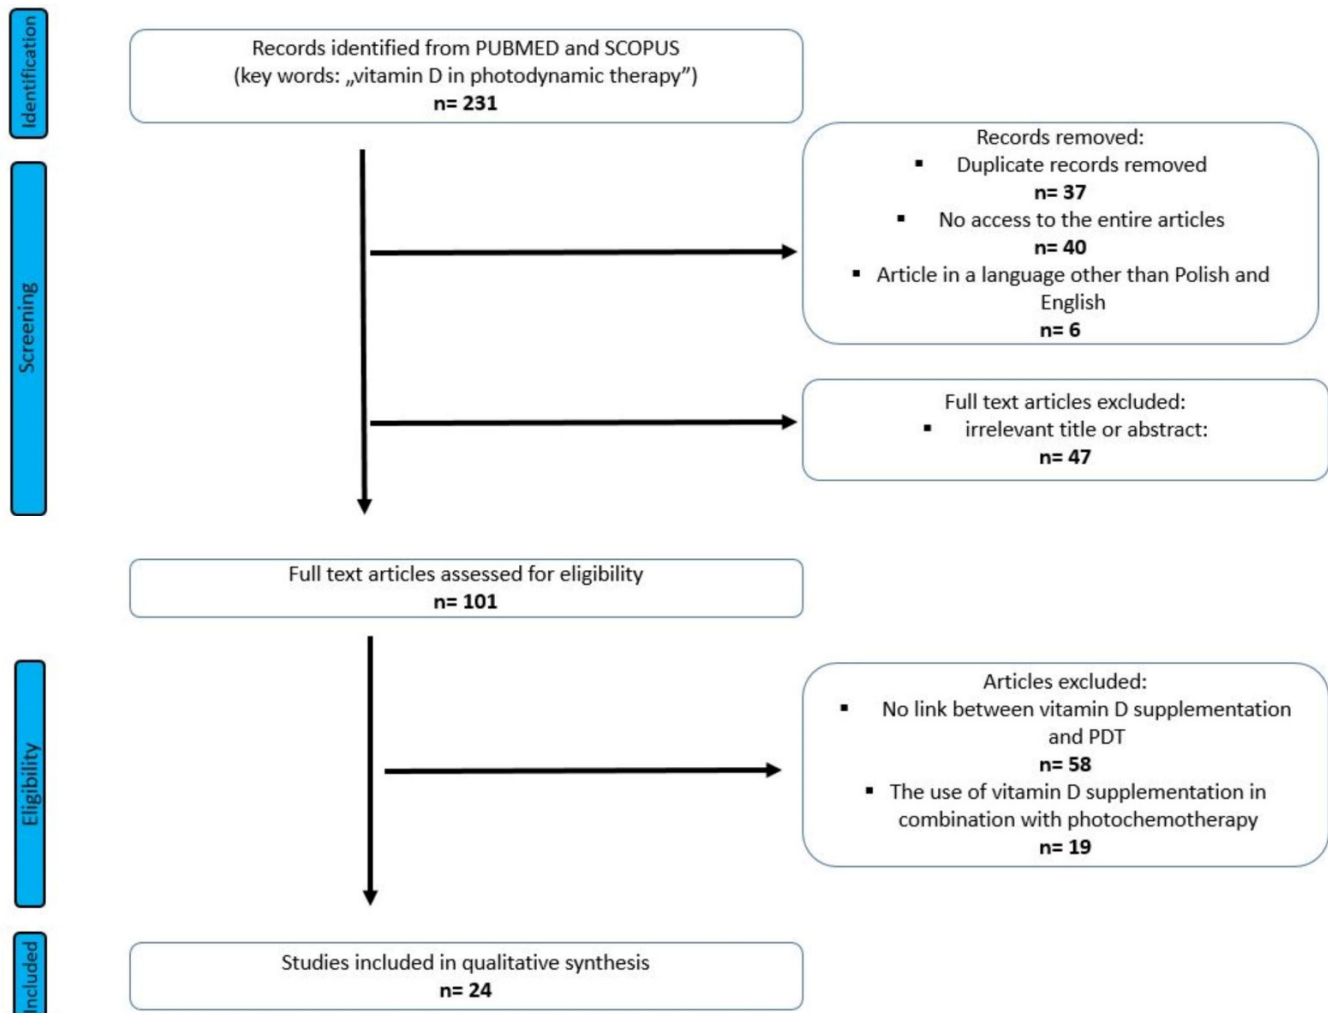 Identification
Records identified from PUBMED and SCOPUS
(key words: „vitamin D in photodynamic therapy”)
n= 231
Screening
Records removed:
▪ Duplicate records removed
n= 37
▪ No access to the entire articles
n= 40
▪ Article in a language other than Polish and
English
n= 6
Full text articles excluded:
▪ irrelevant title or abstract:
n= 47
Full text articles assessed for eligibility
n= 101
Eligibility
Articles excluded:
▪ No link between vitamin D supplementation
and PDT
n= 58
▪ The use of vitamin D supplementation in
combination with photochemotherapy
n= 19
Included
Studies included in qualitative synthesis
n= 24